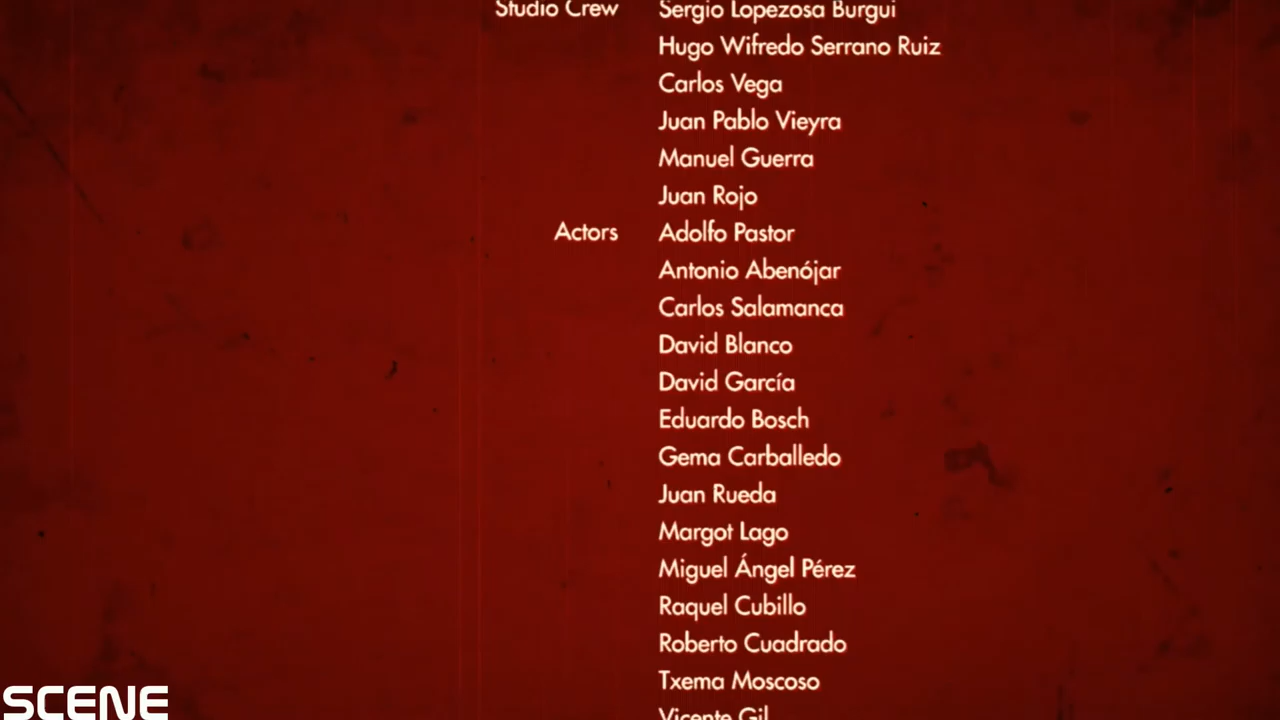 Studio Crew Sergio Lopezosa Burgui
Hugo Wifredo Serrano Ruiz
Carlos Vega
Juan Pablo Vieyra
Manuel Guerra
Juan Rojo
Actors Adolfo Pastor
Antonio Abenójar
Carlos Salamanca
David Blanco
David García
Eduardo Bosch
Gema Carballedo
Juan Rueda
Margot Lago
Miguel Ángel Pérez
Raquel Cubillo
Roberto Cuadrado
Txema Moscoso
Vicente Gil
SCENE